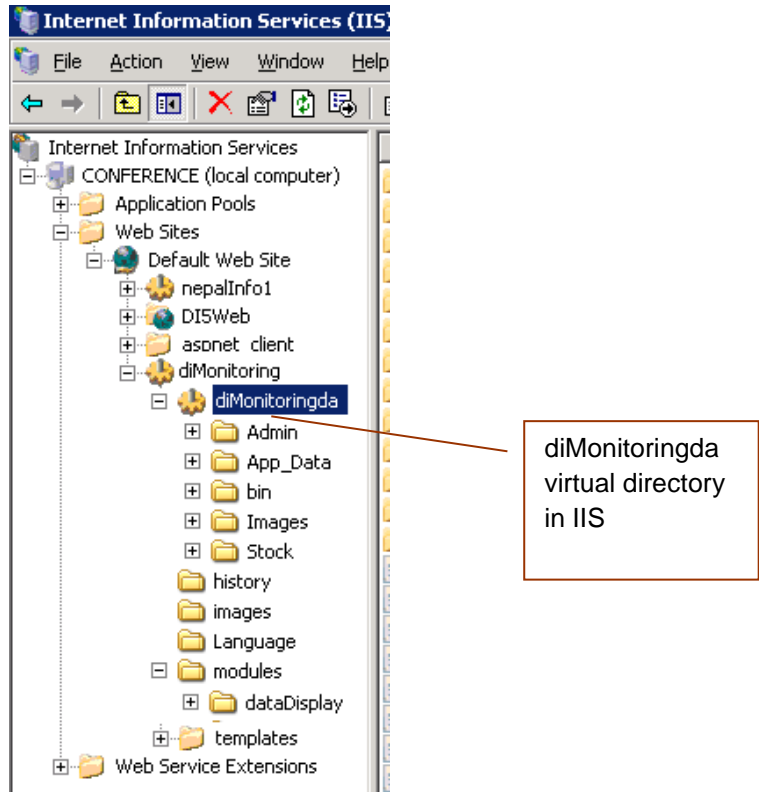 Internet Information Services (IIS)
File Action View Window Help
Internet Information Services
CONFERENCE (local computer)
Application Pools
Web Sites
Default Web Site
nepalInfo1
DI5Web
aspnet_client
diMonitoring
diMonitoringda
Admin
App_Data
bin
Images
Stock
history
images
Language
modules
dataDisplay
templates
Web Service Extensions
diMonitoringda
virtual directory
in IIS